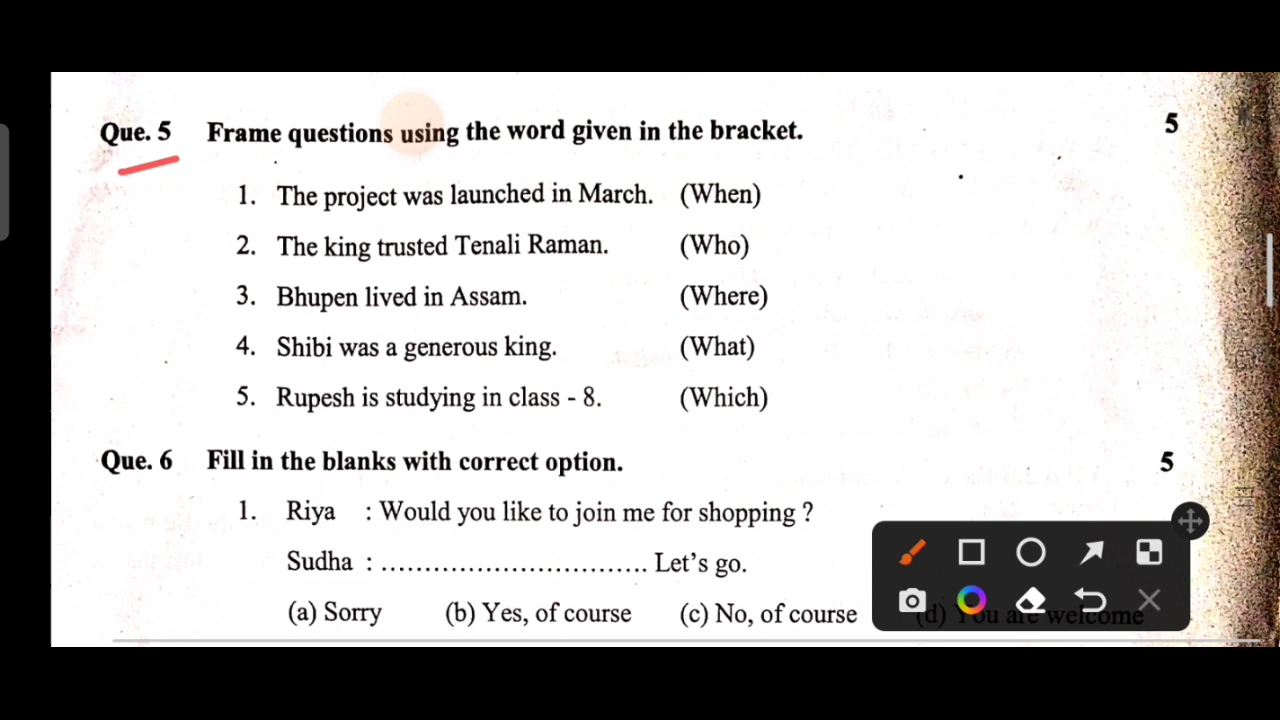 Que. 5 Frame questions using the word given in the bracket. 5
1. The project was launched in March. (When)
2. The king trusted Tenali Raman. (Who)
3. Bhupen lived in Assam. (Where)
4. Shibi was a generous king. (What)
5. Rupesh is studying in class - 8. (Which)
Que. 6 Fill in the blanks with correct option. 5
1. Riya : Would you like to join me for shopping ?
Sudha : .............................. Let's go.
(a) Sorry (b) Yes, of course (c) No, of course (d) You are welcome